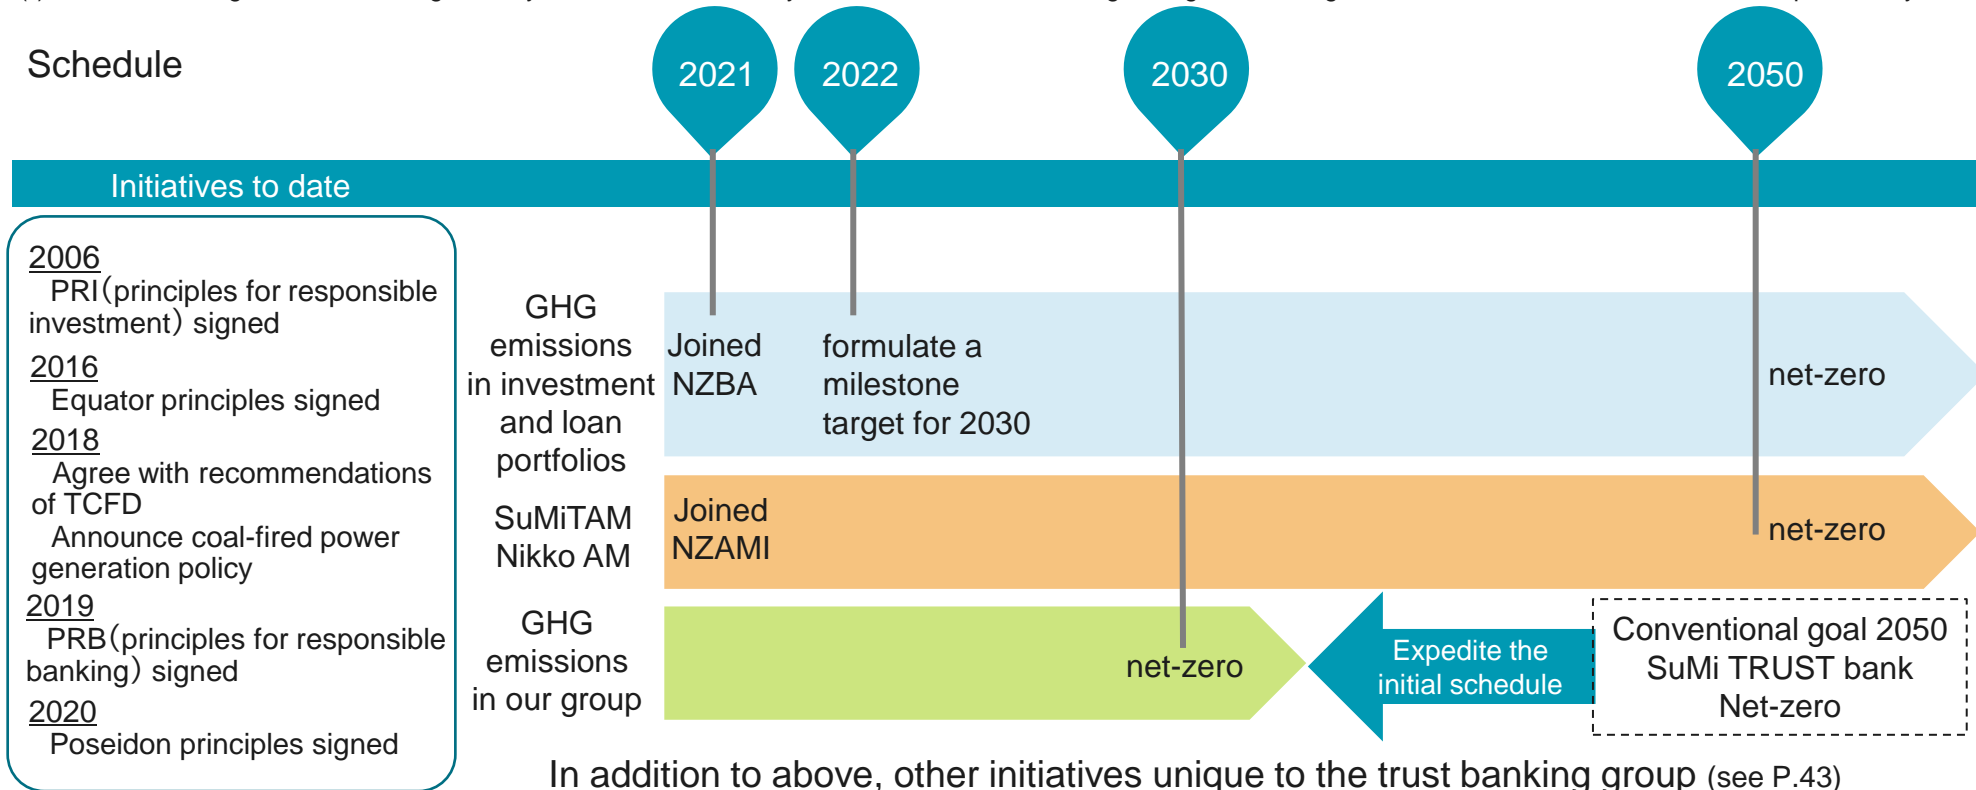 Schedule
2021
2022
2030
2050
Initiatives to date
2006
PRI(principles for responsible
investment) signed
2016
Equator principles signed
2018
Agree with recommendations
of TCFD
Announce coal-fired power
generation policy
2019
PRB(principles for responsible
banking) signed
2020
Poseidon principles signed
GHG
emissions
in investment
and loan
portfolios
Joined
NZBA
formulate a
milestone
target for 2030
net-zero
SuMiTAM
Nikko AM
Joined
NZAMI
net-zero
GHG
emissions
in our group
net-zero
Expedite the
initial schedule
Conventional goal 2050
SuMi TRUST bank
Net-zero
In addition to above, other initiatives unique to the trust banking group (see P.43)